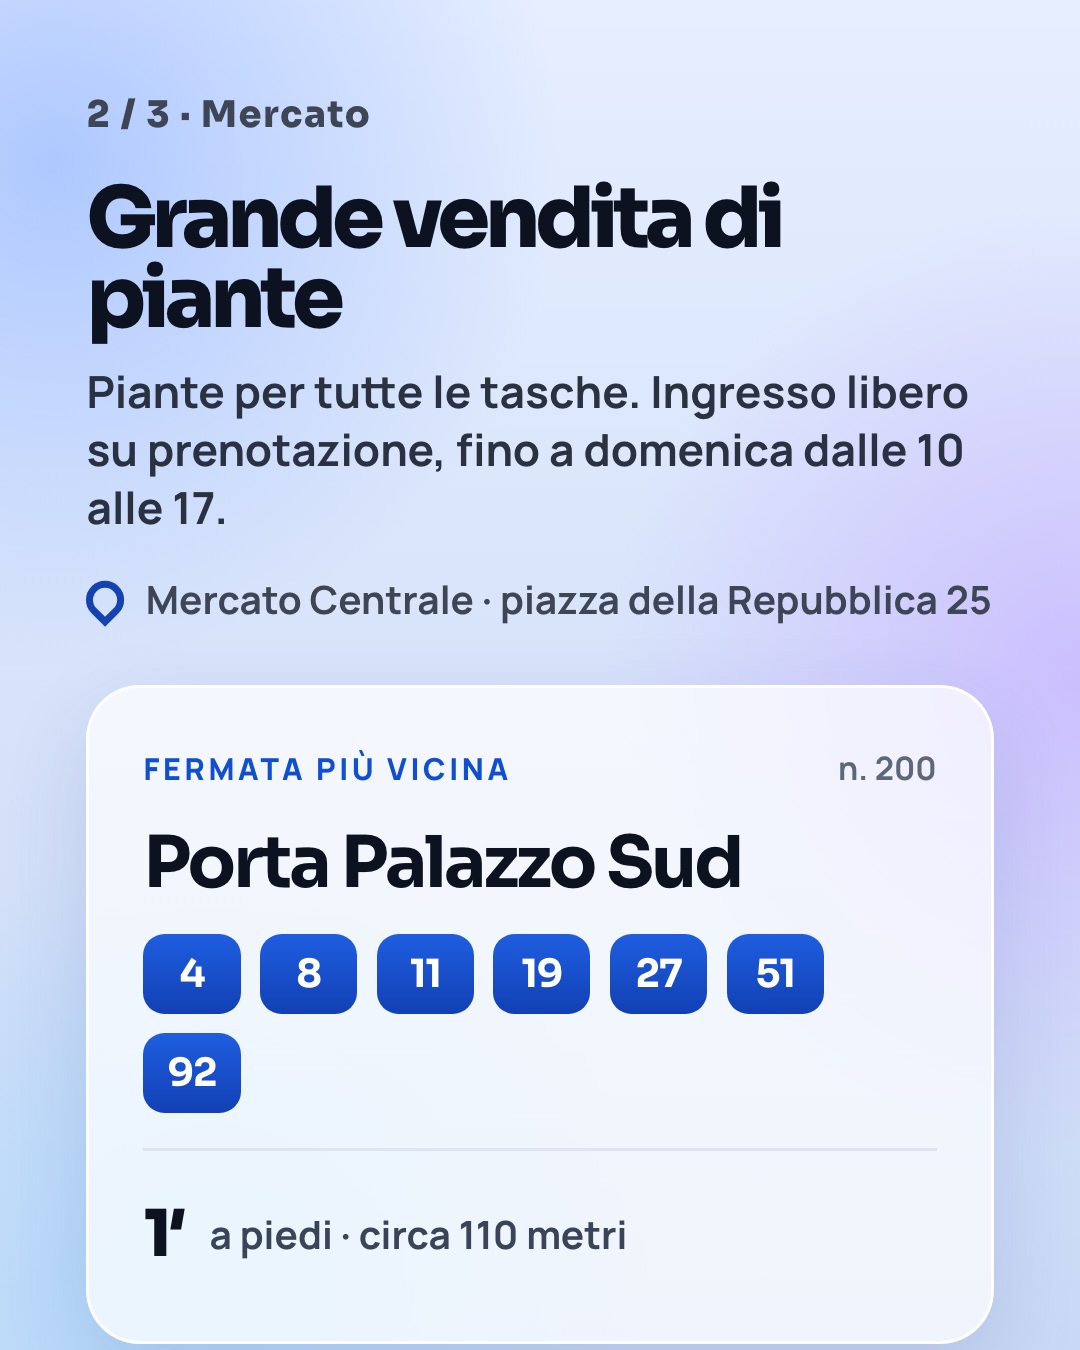 2 / 3 · Mercato
Grande vendita di
piante
Piante per tutte le tasche. Ingresso libero
su prenotazione, fino a domenica dalle 10
alle 17.
Mercato Centrale · piazza della Repubblica 25
FERMATA PIÙ VICINA
n. 200
Porta Palazzo Sud
4 8 11 19 27 51
92
1′ a piedi · circa 110 metri